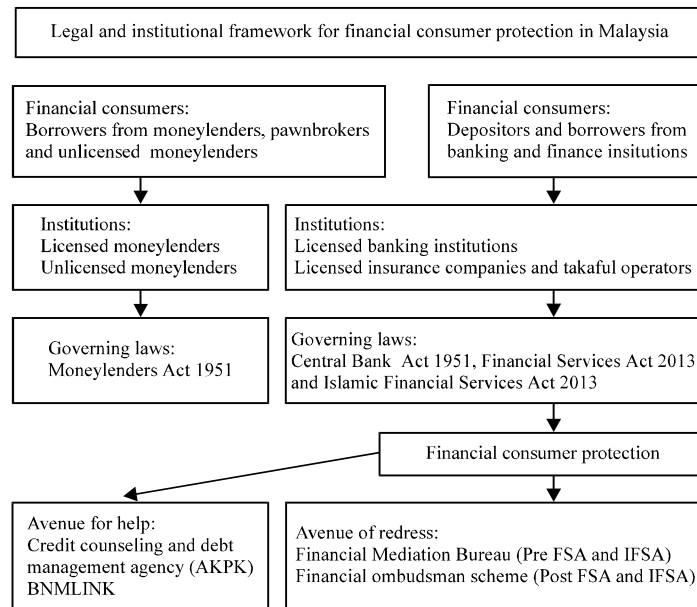 Legal and institutional framework for financial consumer protection in Malaysia
Financial consumers:
Borrowers from moneylenders, pawnbrokers
and unlicensed moneylenders
Financial consumers:
Depositors and borrowers from
banking and finance insitutions
Institutions:
Licensed moneylenders
Unlicensed moneylenders
Institutions:
Licensed banking institutions
Licensed insurance companies and takaful operators
Governing laws:
Moneylenders Act 1951
Governing laws:
Central Bank Act 1951, Financial Services Act 2013
and Islamic Financial Services Act 2013
Financial consumer protection
Avenue for help:
Credit counseling and debt
management agency (AKPK)
BNMLINK
Avenue of redress:
Financial Mediation Bureau (Pre FSA and IFSA)
Financial ombudsman scheme (Post FSA and IFSA)